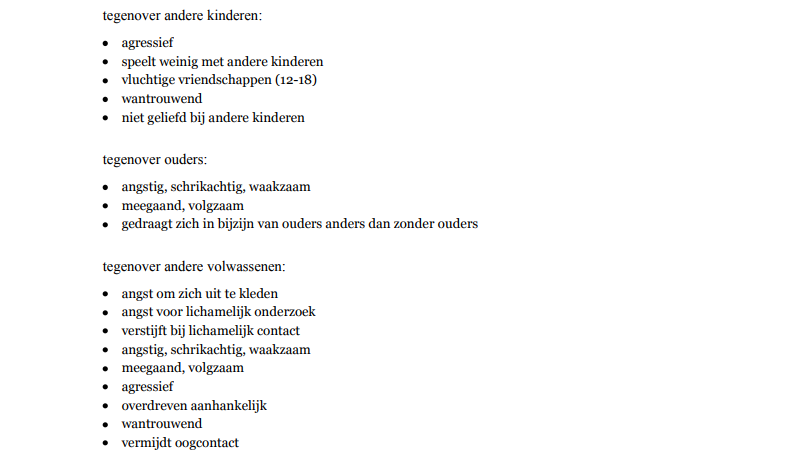 tegenover andere kinderen:
• agressief
• speelt weinig met andere kinderen
• vluchtige vriendschappen (12-18)
• wantrouwend
• niet geliefd bij andere kinderen
tegenover ouders:
• angstig, schrikachtig, waakzaam
• meegaand, volgzaam
• gedraagt zich in bijzijn van ouders anders dan zonder ouders
tegenover andere volwassenen:
• angst om zich uit te kleden
• angst voor lichamelijk onderzoek
• verstijft bij lichamelijk contact
• angstig, schrikachtig, waakzaam
• meegaand, volgzaam
• agressief
• overdreven aanhankelijk
• wantrouwend
• vermijdt oogcontact